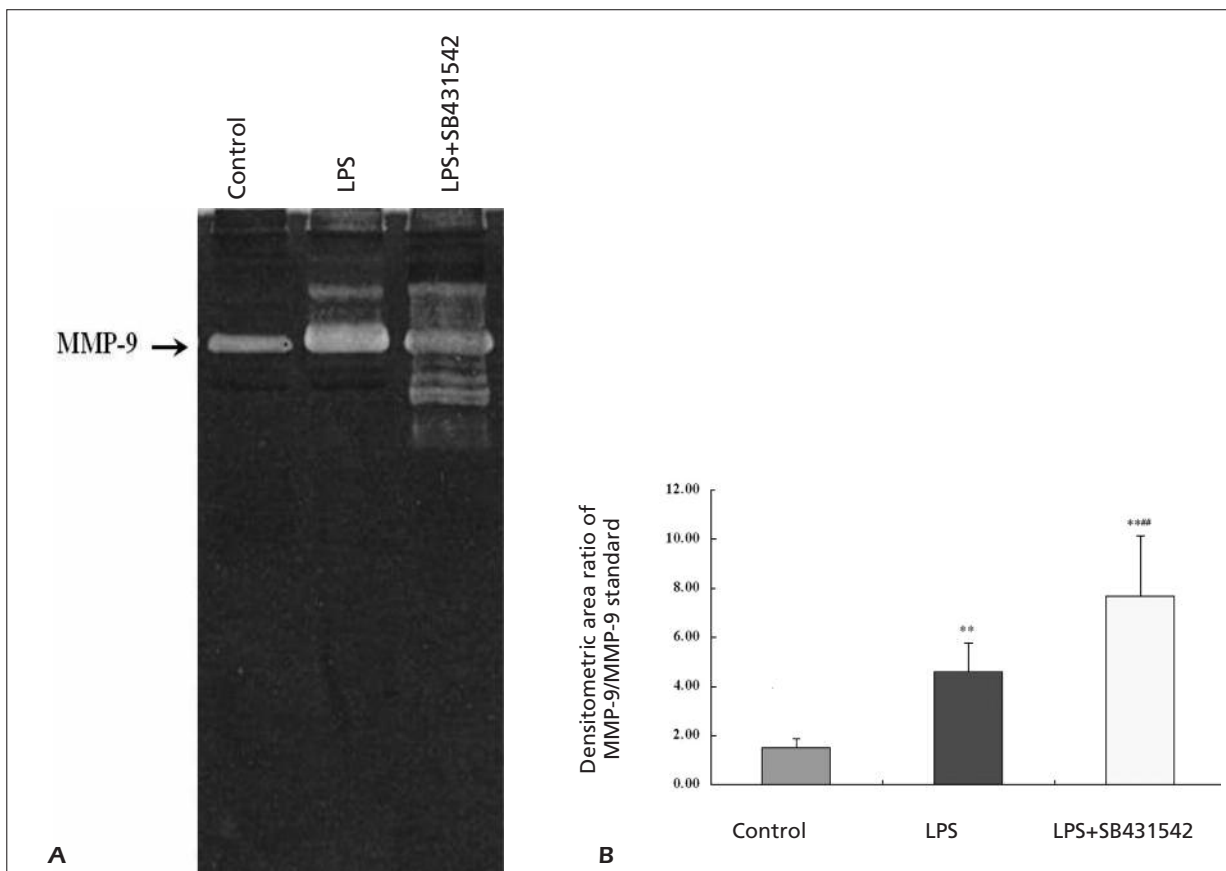 Control
LPS
LPS+SB431542
MMP-9
A
Densitometric area ratio of
MMP-9/MMP-9 standard
12.00
10.00
8.00
6.00
4.00
2.00
0.00
**
**##
Control LPS LPS+SB431542
B